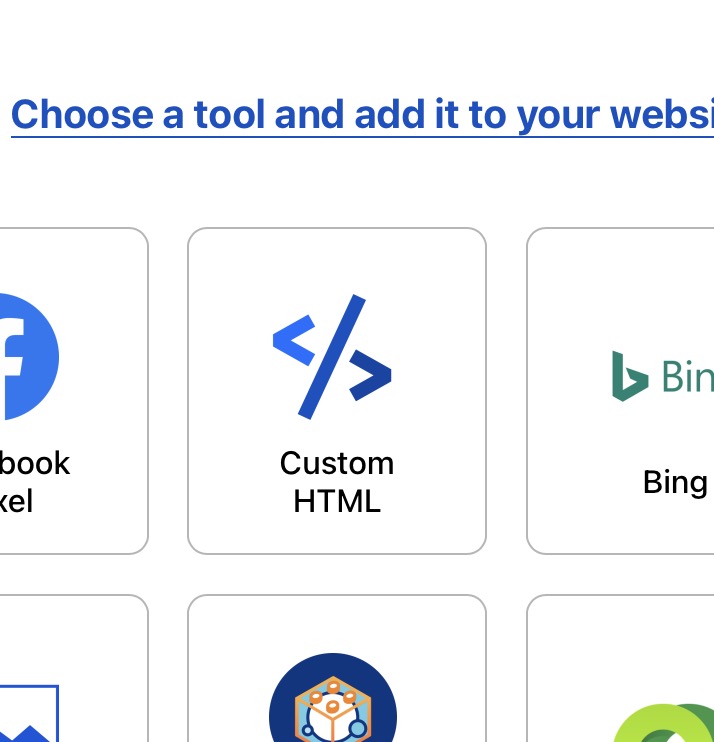 Choose a tool and add it to your websi
book
xel
Custom
HTML
Bin
Bing